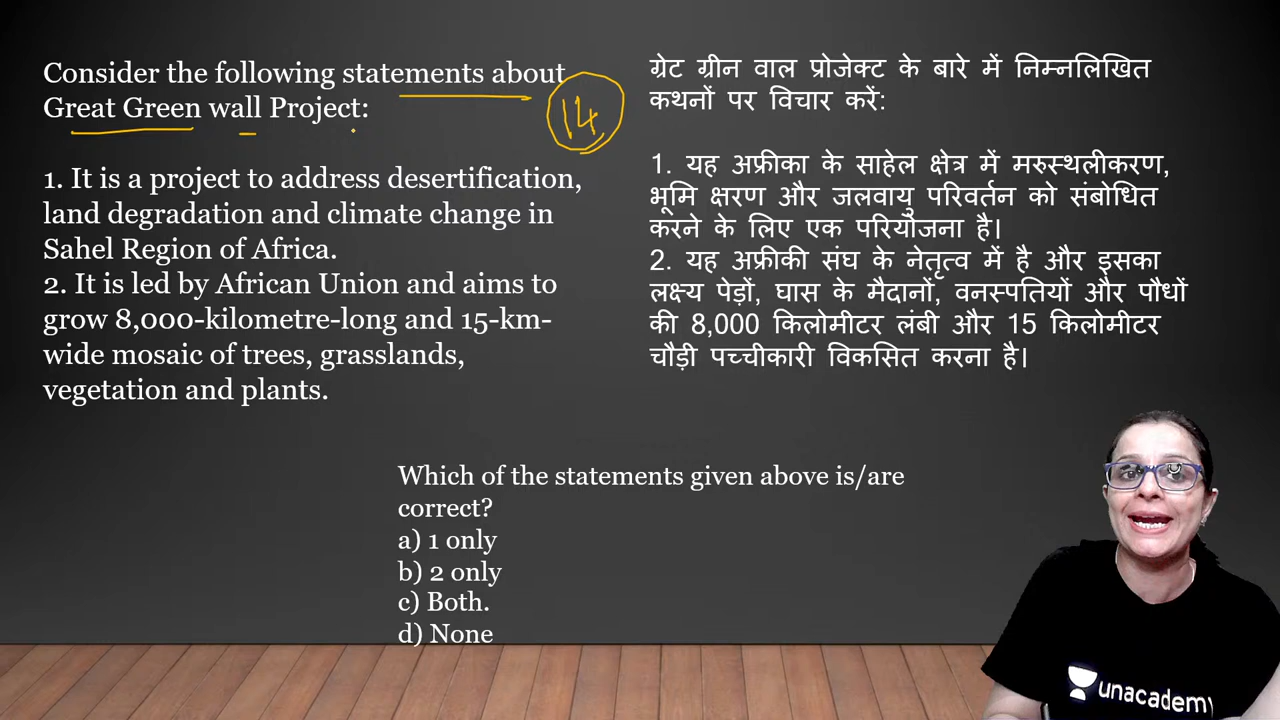 Consider the following statements about
Great Green wall Project:
14
1. It is a project to address desertification,
land degradation and climate change in
Sahel Region of Africa.
2. It is led by African Union and aims to
grow 8,000-kilometre-long and 15-km-
wide mosaic of trees, grasslands,
vegetation and plants.
ग्रेट ग्रीन वाल प्रोजेक्ट के बारे में निम्नलिखित
कथनों पर विचार करें:
1. यह अफ्रीका के साहेल क्षेत्र में मरुस्थलीकरण,
भूमि क्षरण और जलवायु परिवर्तन को संबोधित
करने के लिए एक परियोजना है।
2. यह अफ्रीकी संघ के नेतृत्व में है और इसका
लक्ष्य पेड़ों, घास के मैदानों, वनस्पतियों और पौधों
की 8,000 किलोमीटर लंबी और 15 किलोमीटर
चौड़ी पच्चीकारी विकसित करना है।
Which of the statements given above is/are
correct?
a) 1 only
b) 2 only
c) Both.
d) None
unacademy